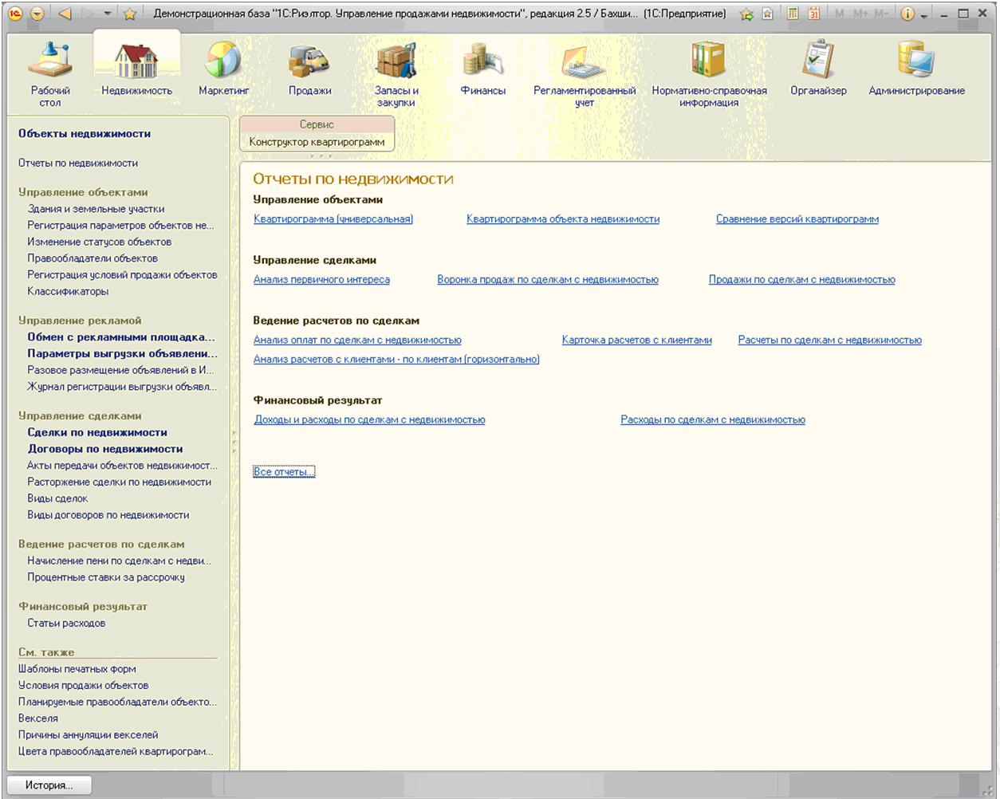 Демонстрационная база "1С:Риэлтор. Управление продажами недвижимости", редакция 2.5 / Бахши... (1С:Предприятие)
M M+ M-
Рабочий стол
Недвижимость
Маркетинг
Продажи
Запасы и закупки
Финансы
Регламентированный учет
Нормативно-справочная информация
Органайзер
Администрирование
Объекты недвижимости
Отчеты по недвижимости
Управление объектами
Здания и земельные участки
Регистрация параметров объектов не...
Изменение статусов объектов
Правообладатели объектов
Регистрация условий продажи объектов
Классификаторы
Управление рекламой
Обмен с рекламными площадка...
Параметры выгрузки объявлени...
Разовое размещение объявлений в И...
Журнал регистрации выгрузки объявл...
Управление сделками
Сделки по недвижимости
Договоры по недвижимости
Акты передачи объектов недвижимост...
Расторжение сделки по недвижимости
Виды сделок
Виды договоров по недвижимости
Ведение расчетов по сделкам
Начисление пени по сделкам с недви...
Процентные ставки за рассрочку
Финансовый результат
Статьи расходов
См. также
Шаблоны печатных форм
Условия продажи объектов
Планируемые правообладатели объекто...
Векселя
Причины аннуляции векселей
Цвета правообладателей квартирограм...
Сервис
Конструктор квартирограмм
Отчеты по недвижимости
Управление объектами
Квартирограмма (универсальная) Квартирограмма объекта недвижимости Сравнение версий квартирограмм
Управление сделками
Анализ первичного интереса Воронка продаж по сделкам с недвижимостью Продажи по сделкам с недвижимостью
Ведение расчетов по сделкам
Анализ оплат по сделкам с недвижимостью Карточка расчетов с клиентами Расчеты по сделкам с недвижимостью
Анализ расчетов с клиентами - по клиентам (горизонтально)
Финансовый результат
Доходы и расходы по сделкам с недвижимостью Расходы по сделкам с недвижимостью
Все отчеты...
История...